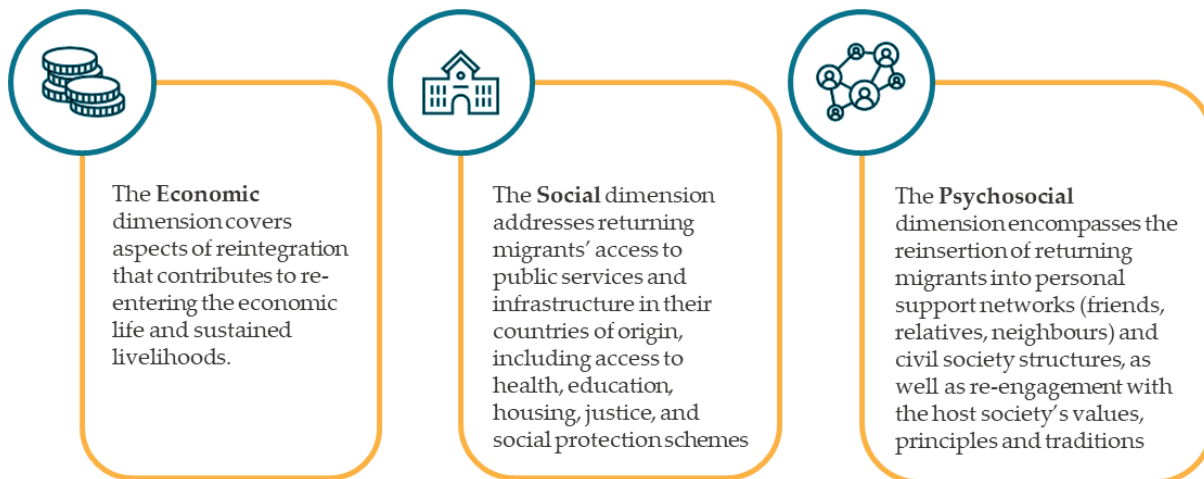 The Economic
dimension covers
aspects of reintegration
that contributes to re-
entering the economic
life and sustained
livelihoods.
The Social dimension
addresses returning
migrants’ access to
public services and
infrastructure in their
countries of origin,
including access to
health, education,
housing, justice, and
social protection schemes
The Psychosocial
dimension encompasses the
reinsertion of returning
migrants into personal
support networks (friends,
relatives, neighbours) and
civil society structures, as
well as re-engagement with
the host society’s values,
principles and traditions